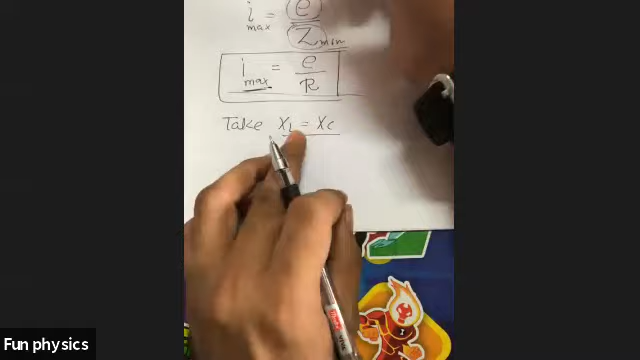 i max = e / Z min
i max = e / R
Take XL = XC
Fun physics